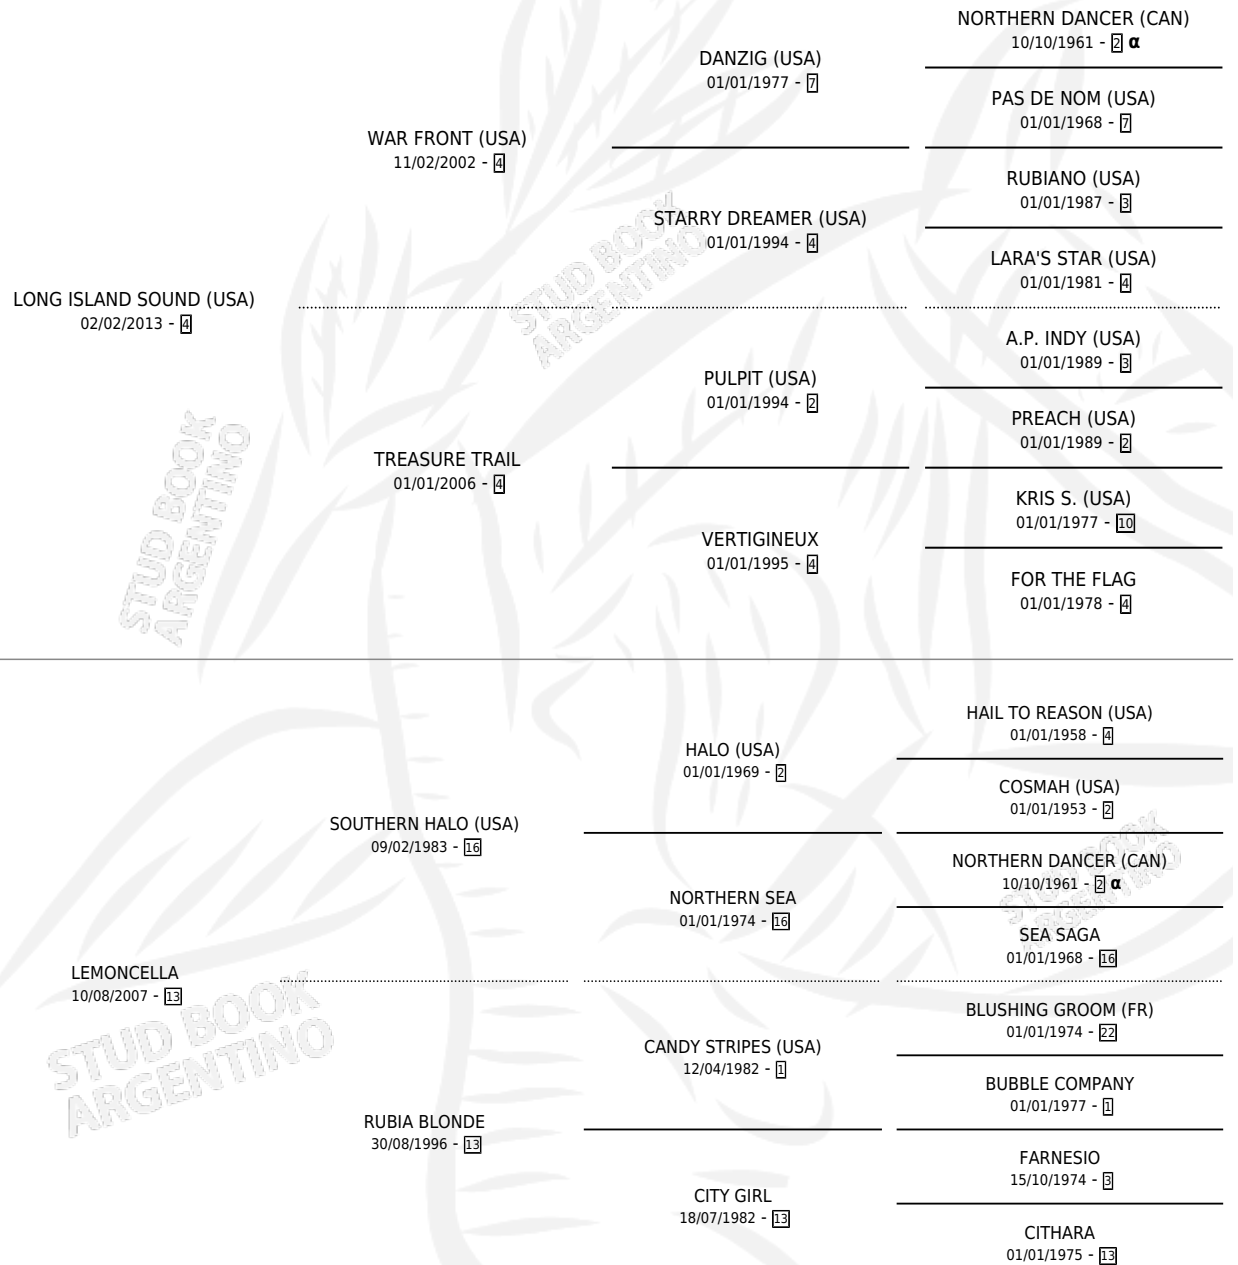 NORTHERN DANCER (CAN)
10/10/1961 - 2 α
DANZIG (USA)
01/01/1977 - 7
PAS DE NOM (USA)
01/01/1968 - 7
WAR FRONT (USA)
11/02/2002 - 4
RUBIANO (USA)
01/01/1987 - 3
STARRY DREAMER (USA)
01/01/1994 - 4
LARA'S STAR (USA)
01/01/1981 - 4
LONG ISLAND SOUND (USA)
02/02/2013 - 4
A.P. INDY (USA)
01/01/1989 - 3
PULPIT (USA)
01/01/1994 - 2
PREACH (USA)
01/01/1989 - 2
TREASURE TRAIL
01/01/2006 - 4
KRIS S. (USA)
01/01/1977 - 10
VERTIGINEUX
01/01/1995 - 4
FOR THE FLAG
01/01/1978 - 4
HAIL TO REASON (USA)
01/01/1958 - 4
HALO (USA)
01/01/1969 - 2
COSMAH (USA)
01/01/1953 - 2
SOUTHERN HALO (USA)
09/02/1983 - 16
NORTHERN DANCER (CAN)
10/10/1961 - 2 α
NORTHERN SEA
01/01/1974 - 16
SEA SAGA
01/01/1968 - 16
LEMONCELLA
10/08/2007 - 13
BLUSHING GROOM (FR)
01/01/1974 - 22
CANDY STRIPES (USA)
12/04/1982 - 1
BUBBLE COMPANY
01/01/1977 - 1
RUBIA BLONDE
30/08/1996 - 13
FARNESIO
15/10/1974 - 3
CITY GIRL
18/07/1982 - 13
CITHARA
01/01/1975 - 13
STUD BOOK
ARGENTINO
STUD BOOK
ARGENTINO
STUD BOOK
ARGENTINO
STUD BOOK
ARGENTINO